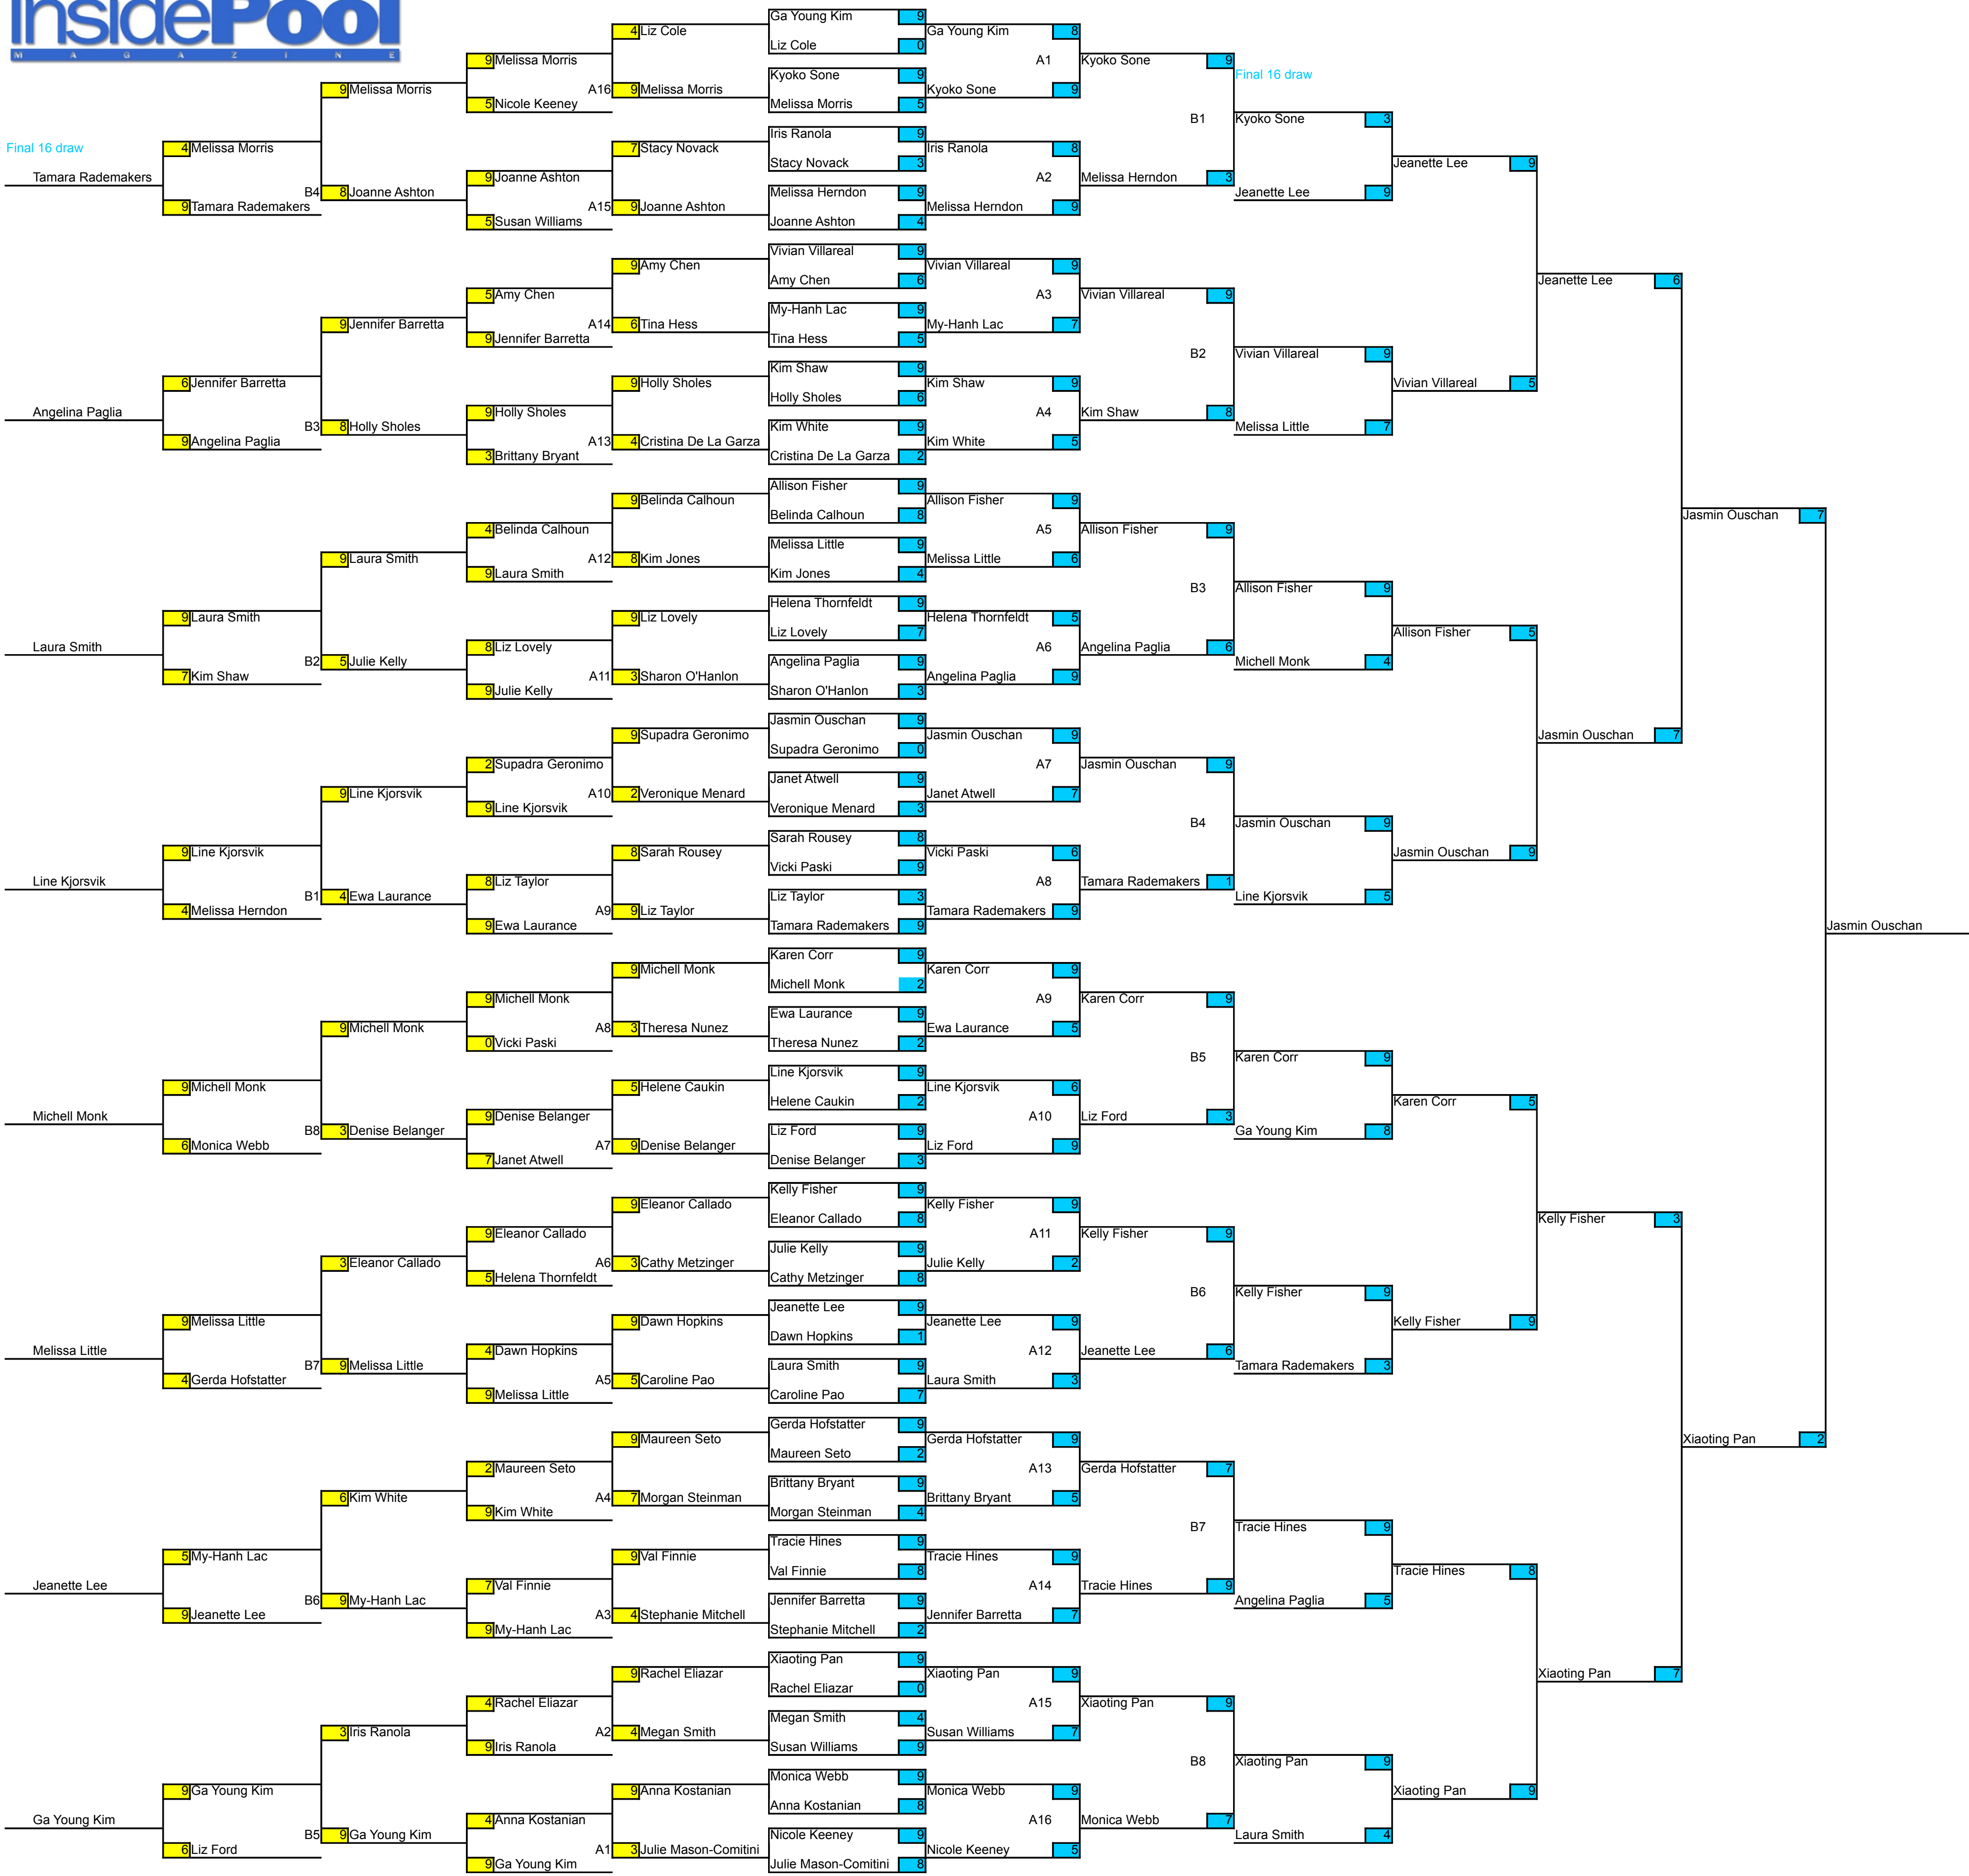 InsidePool
MAGAZINE
Final 16 draw
Tamara Rademakers
Angelina Paglia
Laura Smith
Line Kjorsvik
Michell Monk
Melissa Little
Jeanette Lee
Ga Young Kim
4 Melissa Morris
9 Tamara Rademakers
6 Jennifer Barretta
9 Angelina Paglia
9 Laura Smith
7 Kim Shaw
9 Line Kjorsvik
4 Melissa Herndon
9 Michell Monk
6 Monica Webb
9 Melissa Little
4 Gerda Hofstatter
5 My-Hanh Lac
9 Jeanette Lee
9 Ga Young Kim
6 Liz Ford
9 Melissa Morris
B4 8 Joanne Ashton
9 Jennifer Barretta
B3 8 Holly Sholes
9 Laura Smith
B2 5 Julie Kelly
9 Line Kjorsvik
B1 4 Ewa Laurance
9 Michell Monk
B8 3 Denise Belanger
3 Eleanor Callado
B7 9 Melissa Little
6 Kim White
B6 9 My-Hanh Lac
3 Iris Ranola
B5 9 Ga Young Kim
9 Melissa Morris
5 Nicole Keeney
9 Joanne Ashton
5 Susan Williams
5 Amy Chen
9 Jennifer Barretta
9 Holly Sholes
3 Brittany Bryant
4 Belinda Calhoun
9 Laura Smith
8 Liz Lovely
9 Julie Kelly
2 Supadra Geronimo
9 Line Kjorsvik
8 Liz Taylor
9 Ewa Laurance
9 Michell Monk
0 Vicki Paski
9 Denise Belanger
7 Janet Atwell
9 Eleanor Callado
5 Helena Thornfeldt
4 Dawn Hopkins
9 Melissa Little
2 Maureen Seto
9 Kim White
7 Val Finnie
9 My-Hanh Lac
4 Rachel Eliazar
9 Iris Ranola
4 Anna Kostanian
9 Ga Young Kim
4 Liz Cole
A16 9 Melissa Morris
7 Stacy Novack
A15 9 Joanne Ashton
9 Amy Chen
A14 6 Tina Hess
9 Holly Sholes
A13 4 Cristina De La Garza
9 Belinda Calhoun
A12 8 Kim Jones
9 Liz Lovely
A11 3 Sharon O'Hanlon
9 Supadra Geronimo
A10 2 Veronique Menard
8 Sarah Rousey
A9 9 Liz Taylor
9 Michell Monk
A8 3 Theresa Nunez
5 Helene Caukin
A7 9 Denise Belanger
9 Eleanor Callado
A6 3 Cathy Metzinger
9 Dawn Hopkins
A5 5 Caroline Pao
9 Maureen Seto
A4 7 Morgan Steinman
9 Val Finnie
A3 4 Stephanie Mitchell
9 Rachel Eliazar
A2 4 Megan Smith
9 Anna Kostanian
A1 3 Julie Mason-Comitini
Ga Young Kim 9
Liz Cole 0
Kyoko Sone 9
Melissa Morris 5
Iris Ranola 9
Stacy Novack 3
Melissa Herndon 9
Joanne Ashton 4
Vivian Villareal 9
Amy Chen 6
My-Hanh Lac 9
Tina Hess 5
Kim Shaw 9
Holly Sholes 6
Kim White 9
Cristina De La Garza 2
Allison Fisher 9
Belinda Calhoun 8
Melissa Little 9
Kim Jones 4
Helena Thornfeldt 9
Liz Lovely 7
Angelina Paglia 9
Sharon O'Hanlon 3
Jasmin Ouschan 9
Supadra Geronimo 0
Janet Atwell 9
Veronique Menard 3
Sarah Rousey 8
Vicki Paski 9
Liz Taylor 3
Tamara Rademakers 9
Karen Corr 9
Michell Monk 2
Ewa Laurance 9
Theresa Nunez 2
Line Kjorsvik 9
Helene Caukin 2
Liz Ford 9
Denise Belanger 3
Kelly Fisher 9
Eleanor Callado 8
Julie Kelly 9
Cathy Metzinger 8
Jeanette Lee 9
Dawn Hopkins 1
Laura Smith 9
Caroline Pao 7
Gerda Hofstatter 9
Maureen Seto 2
Brittany Bryant 9
Morgan Steinman 4
Tracie Hines 9
Val Finnie 8
Jennifer Barretta 9
Stephanie Mitchell 2
Xiaoting Pan 9
Rachel Eliazar 0
Megan Smith 4
Susan Williams 9
Monica Webb 9
Anna Kostanian 8
Nicole Keeney 9
Julie Mason-Comitini 8
Ga Young Kim 8
A1
Kyoko Sone 9
Iris Ranola 8
A2
Melissa Herndon 9
Vivian Villareal 9
A3
My-Hanh Lac 7
Kim Shaw 9
A4
Kim White 5
Allison Fisher 9
A5
Melissa Little 6
Helena Thornfeldt 5
A6
Angelina Paglia 9
Jasmin Ouschan 9
A7
Janet Atwell 7
Vicki Paski 6
A8
Tamara Rademakers 9
Karen Corr 9
A9
Ewa Laurance 5
Line Kjorsvik 6
A10
Liz Ford 9
Kelly Fisher 9
A11
Julie Kelly 2
Jeanette Lee 9
A12
Laura Smith 3
Gerda Hofstatter 9
A13
Brittany Bryant 5
Tracie Hines 9
A14
Jennifer Barretta 7
Xiaoting Pan 9
A15
Susan Williams 7
Monica Webb 9
A16
Nicole Keeney 5
Kyoko Sone 9
B1
Melissa Herndon 3
Vivian Villareal 9
B2
Kim Shaw 8
Allison Fisher 9
B3
Angelina Paglia 6
Jasmin Ouschan 9
B4
Tamara Rademakers 1
Karen Corr 9
B5
Liz Ford 3
Kelly Fisher 9
B6
Jeanette Lee 6
Gerda Hofstatter 7
B7
Tracie Hines 9
Xiaoting Pan 9
B8
Monica Webb 7
Final 16 draw
Kyoko Sone 3
Jeanette Lee 9
Vivian Villareal 9
Melissa Little 7
Allison Fisher 9
Michell Monk 4
Jasmin Ouschan 9
Line Kjorsvik 5
Karen Corr 9
Ga Young Kim 8
Kelly Fisher 9
Tamara Rademakers 3
Tracie Hines 9
Angelina Paglia 5
Xiaoting Pan 9
Laura Smith 4
Jeanette Lee 9
Vivian Villareal 5
Allison Fisher 5
Jasmin Ouschan 9
Karen Corr 5
Kelly Fisher 9
Tracie Hines 8
Xiaoting Pan 9
Jeanette Lee 6
Jasmin Ouschan 7
Kelly Fisher 3
Xiaoting Pan 7
Jasmin Ouschan 7
Xiaoting Pan 2
Jasmin Ouschan